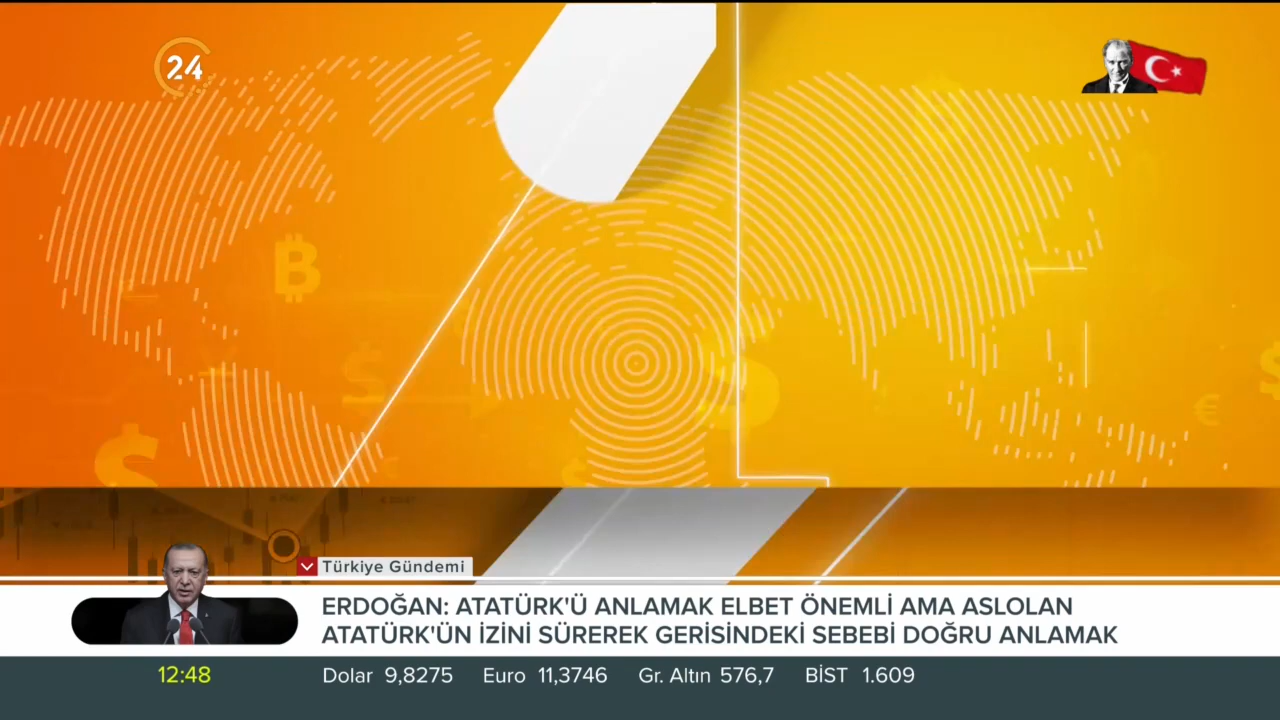 24
Türkiye Gündemi
ERDOĞAN: ATATÜRK'Ü ANLAMAK ELBET ÖNEMLİ AMA ASLOLAN
ATATÜRK'ÜN İZİNİ SÜREREK GERİSİNDEKİ SEBEBİ DOĞRU ANLAMAK
12:48 Dolar 9,8275 Euro 11,3746 Gr. Altın 576,7 BİST 1.609